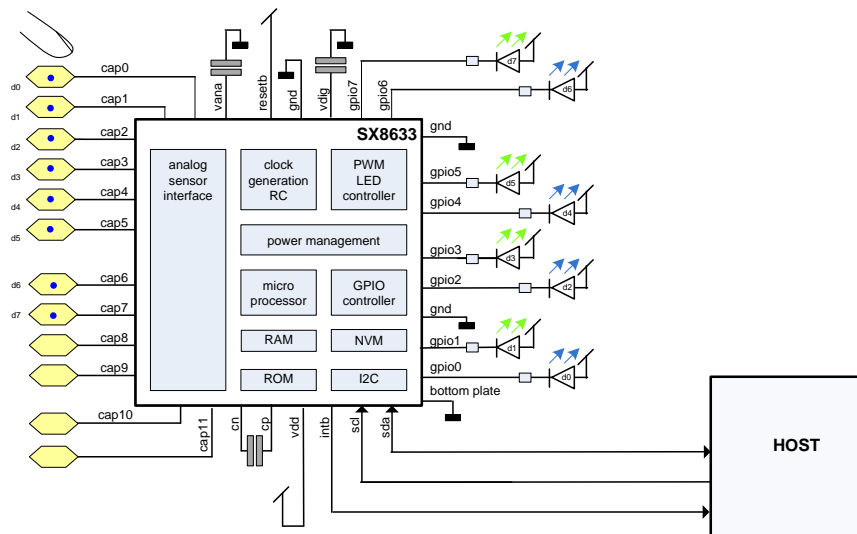 vana
resetb
gnd
vdig
gpio7
gpio6
d7
d6
d0
cap0
d1
cap1
d2
cap2
d3
cap3
d4
cap4
d5
cap5
d6
cap6
d7
cap7
cap8
cap9
cap10
cap11
SX8633
analog
sensor
interface
clock
generation
RC
PWM
LED
controller
power management
micro
processor
GPIO
controller
RAM
NVM
ROM
I2C
gnd
gpio5
d5
gpio4
d4
gpio3
d3
gpio2
d2
gnd
gpio1
d1
gpio0
d0
bottom plate
cn
cp
vdd
intb
scl
sda
HOST